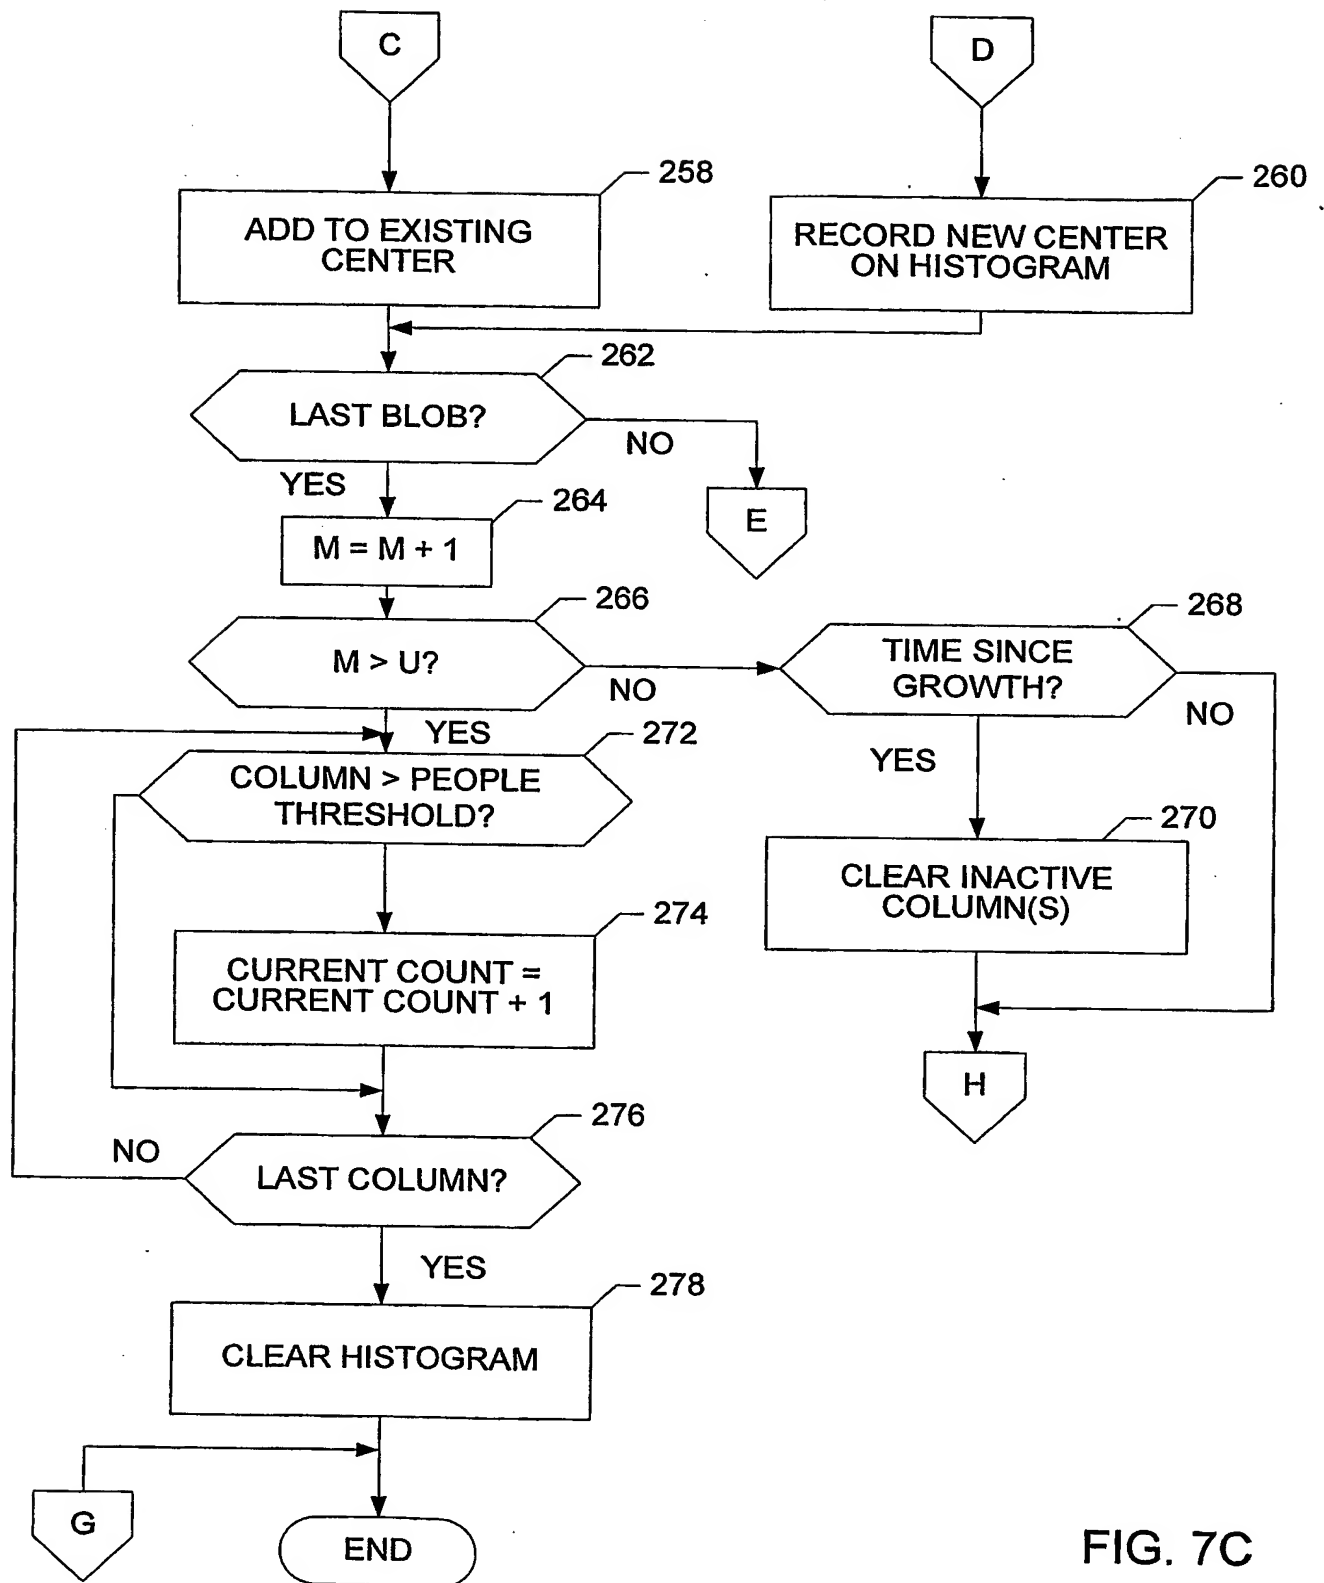 C
D
258
260
ADD TO EXISTING
CENTER
RECORD NEW CENTER
ON HISTOGRAM
262
LAST BLOB?
NO
YES
264
E
M = M + 1
266
268
M > U?
NO
TIME SINCE
GROWTH?
NO
YES
272
YES
COLUMN > PEOPLE
THRESHOLD?
270
CLEAR INACTIVE
COLUMN(S)
274
CURRENT COUNT =
CURRENT COUNT + 1
H
276
NO
LAST COLUMN?
YES
278
CLEAR HISTOGRAM
G
END
FIG. 7C